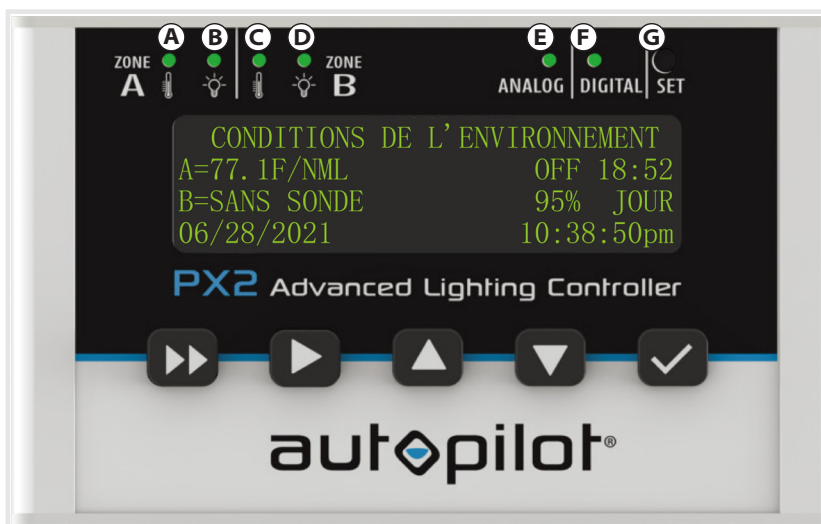 A B C D E F G
ZONE A ZONE B ANALOG DIGITAL SET
CONDITIONS DE L'ENVIRONNEMENT
A=77.1F/NML OFF 18:52
B=SANS SONDE 95% JOUR
06/28/2021 10:38:50pm
PX2 Advanced Lighting Controller
autopilot®